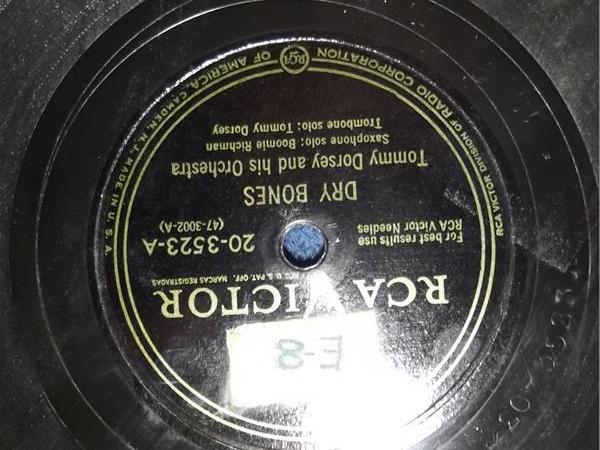 E-8
RCA VICTOR
REG. U. S. PAT. OFF. MARCAS REGISTRADAS
For best results use
RCA Victor Needles
20-3523-A
(47-3002-A)
DRY BONES
Tommy Dorsey and his Orchestra
Saxophone solo: Boomie Richman
Trombone solo: Tommy Dorsey
RCA VICTOR DIVISION OF RADIO CORPORATION OF AMERICA, CAMDEN, N. J. MADE IN U. S. A.
RCA